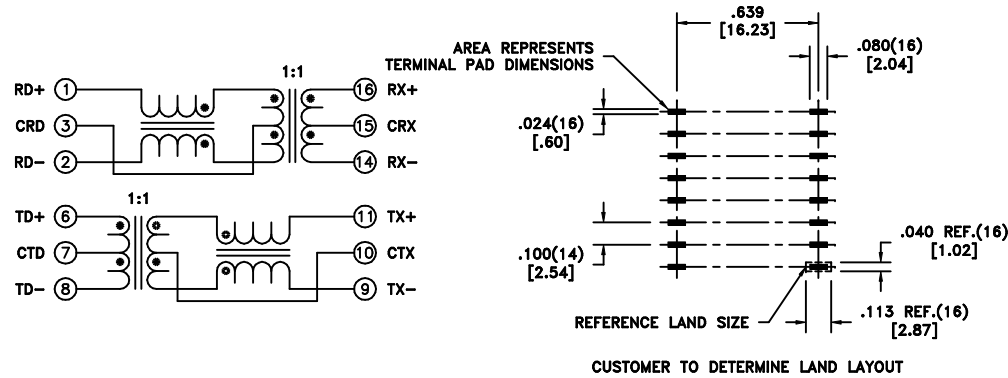 1:1
RD+ 1
CRD 3
RD- 2
16 RX+
15 CRX
14 RX-
1:1
TD+ 6
CTD 7
TD- 8
11 TX+
10 CTX
9 TX-
.639
[16.23]
AREA REPRESENTS
TERMINAL PAD DIMENSIONS
.080(16)
[2.04]
.024(16)
[.60]
.100(14)
[2.54]
.040 REF.(16)
[1.02]
REFERENCE LAND SIZE
.113 REF.(16)
[2.87]
CUSTOMER TO DETERMINE LAND LAYOUT